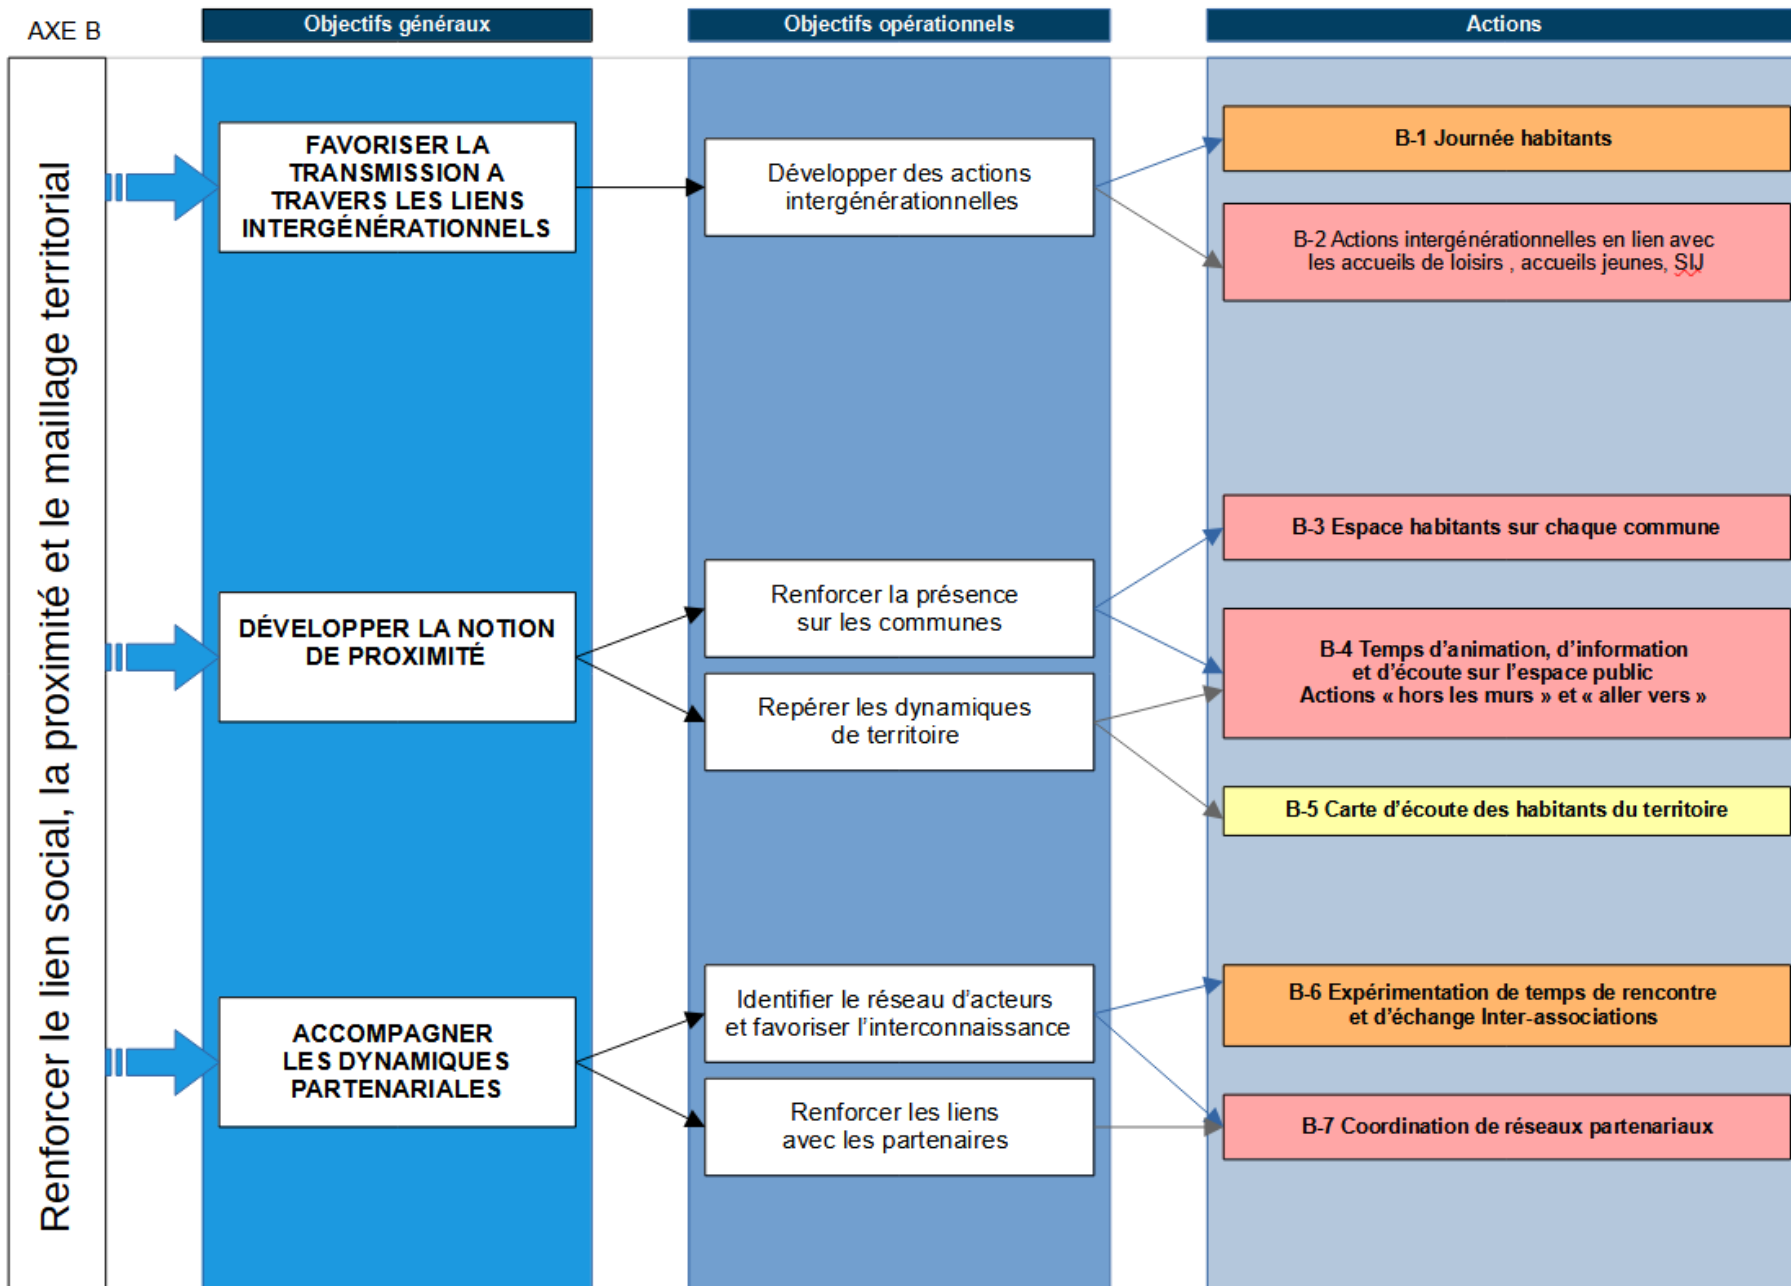 AXE B
Objectifs généraux
Objectifs opérationnels
Actions
Renforcer le lien social, la proximité et le maillage territorial
FAVORISER LA
TRANSMISSION A
TRAVERS LES LIENS
INTERGÉNÉRATIONNELS
Développer des actions
intergénérationnelles
B-1 Journée habitants
B-2 Actions intergénérationnelles en lien avec
les accueils de loisirs , accueils jeunes, SIJ
DÉVELOPPER LA NOTION
DE PROXIMITÉ
Renforcer la présence
sur les communes
Repérer les dynamiques
de territoire
B-3 Espace habitants sur chaque commune
B-4 Temps d’animation, d’information
et d’écoute sur l’espace public
Actions « hors les murs » et « aller vers »
B-5 Carte d’écoute des habitants du territoire
ACCOMPAGNER
LES DYNAMIQUES
PARTENARIALES
Identifier le réseau d’acteurs
et favoriser l’interconnaissance
Renforcer les liens
avec les partenaires
B-6 Expérimentation de temps de rencontre
et d’échange Inter-associations
B-7 Coordination de réseaux partenariaux